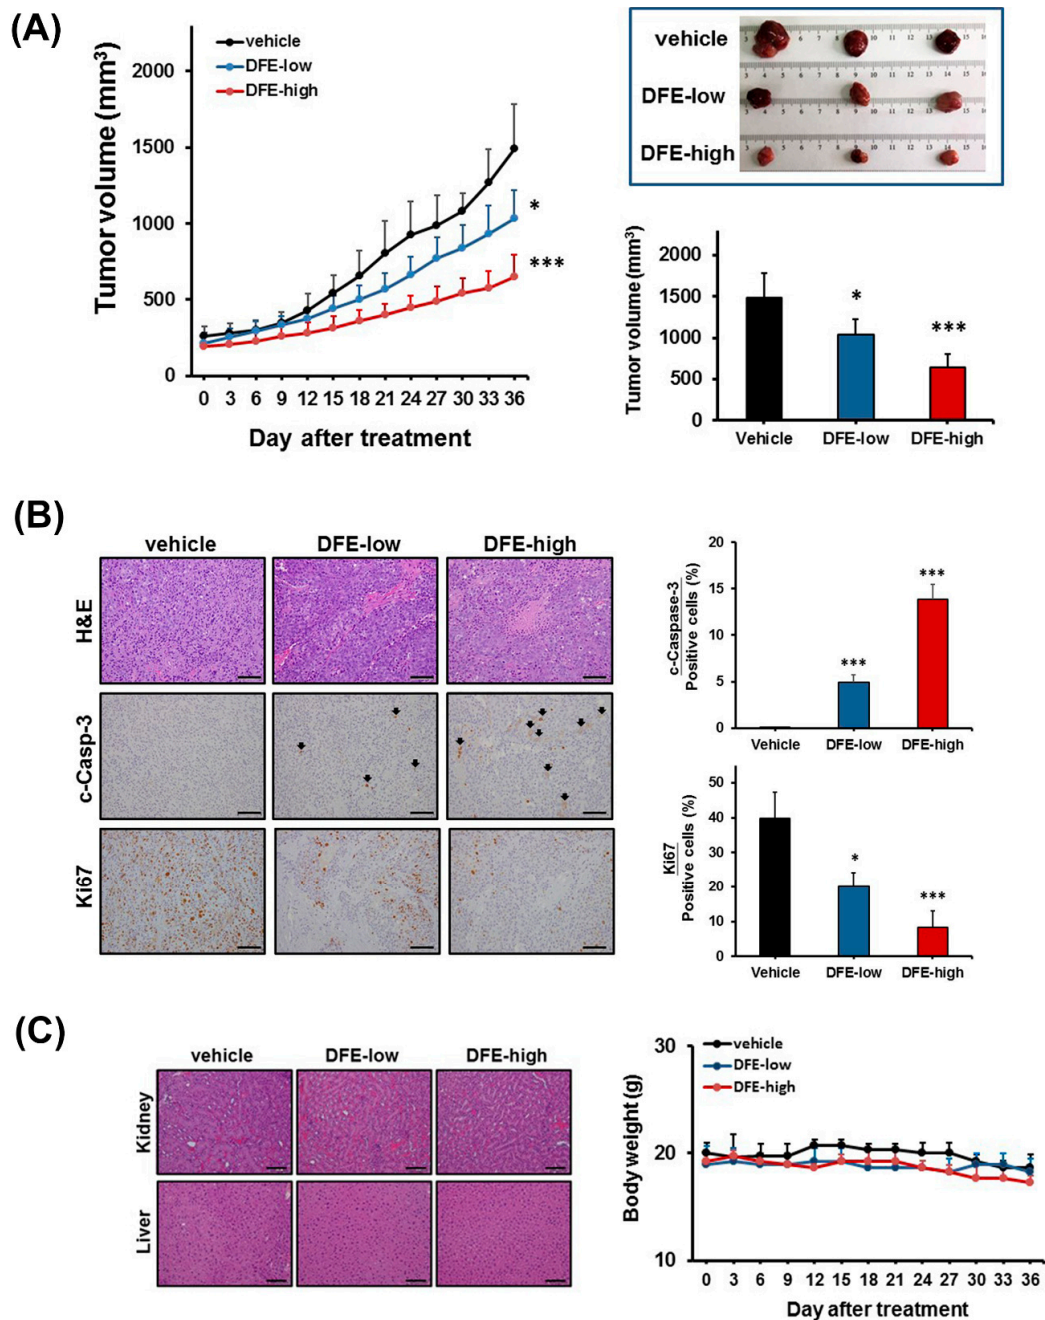 (A)
Tumor volume (mm³)
2000
1500
1000
500
0
vehicle
DFE-low
DFE-high
*
***
0 3 6 9 12 15 18 21 24 27 30 33 36
Day after treatment
vehicle
DFE-low
DFE-high
Tumor volume (mm³)
2000
1500
1000
500
0
*
***
Vehicle DFE-low DFE-high
(B)
vehicle DFE-low DFE-high
H&E
c-Casp-3
Ki67
c-Caspase-3
Positive cells (%)
20
15
10
5
0
***
***
Vehicle DFE-low DFE-high
Ki67
Positive cells (%)
50
40
30
20
10
0
*
***
Vehicle DFE-low DFE-high
(C)
vehicle DFE-low DFE-high
Kidney
Liver
Body weight (g)
30
20
10
vehicle
DFE-low
DFE-high
0 3 6 9 12 15 18 21 24 27 30 33 36
Day after treatment